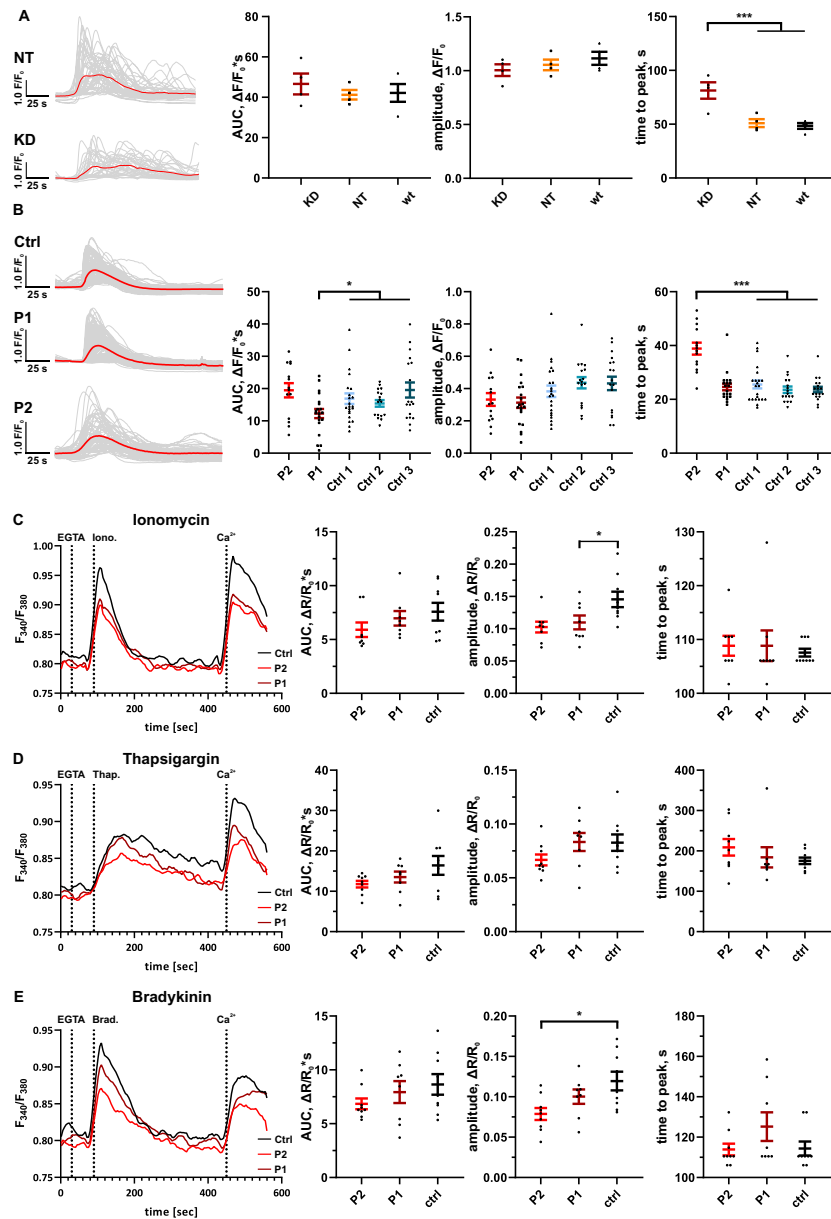 A
NT
1.0 F/F₀
25 s
KD
1.0 F/F₀
25 s
AUC, ΔF/F₀*s
80
60
40
20
0
KD
NT
wt
amplitude, ΔF/F₀
1.5
1.0
0.5
0.0
KD
NT
wt
time to peak, s
150
100
50
0
***
KD
NT
wt
B
Ctrl
1.0 F/F₀
25 s
P1
1.0 F/F₀
25 s
P2
1.0 F/F₀
25 s
AUC, ΔF/F₀*s
50
40
30
20
10
0
*
P2
P1
Ctrl 1
Ctrl 2
Ctrl 3
amplitude, ΔF/F₀
1.0
0.8
0.6
0.4
0.2
0.0
P2
P1
Ctrl 1
Ctrl 2
Ctrl 3
time to peak, s
60
40
20
0
***
P2
P1
Ctrl 1
Ctrl 2
Ctrl 3
C
Ionomycin
EGTA Iono. Ca²⁺
F₃₄₀/F₃₈₀
1.00
0.95
0.90
0.85
0.80
0.75
0 200 400 600
time [sec]
Ctrl
P2
P1
AUC, ΔR/R₀*s
15
10
5
0
P2
P1
ctrl
amplitude, ΔR/R₀
0.25
0.20
0.15
0.10
0.05
0.00
*
P2
P1
ctrl
time to peak, s
130
120
110
100
P2
P1
ctrl
D
Thapsigargin
EGTA Thap. Ca²⁺
F₃₄₀/F₃₈₀
0.95
0.90
0.85
0.80
0.75
0 200 400 600
time [sec]
Ctrl
P2
P1
AUC, ΔR/R₀*s
40
30
20
10
0
P2
P1
ctrl
amplitude, ΔR/R₀
0.15
0.10
0.05
0.00
P2
P1
ctrl
time to peak, s
400
300
200
100
0
P2
P1
ctrl
E
Bradykinin
EGTA Brad. Ca²⁺
F₃₄₀/F₃₈₀
0.95
0.90
0.85
0.80
0.75
0 200 400 600
time [sec]
Ctrl
P2
P1
AUC, ΔR/R₀*s
15
10
5
0
P2
P1
ctrl
amplitude, ΔR/R₀
0.20
0.15
0.10
0.05
0.00
*
P2
P1
ctrl
time to peak, s
180
160
140
120
100
P2
P1
ctrl